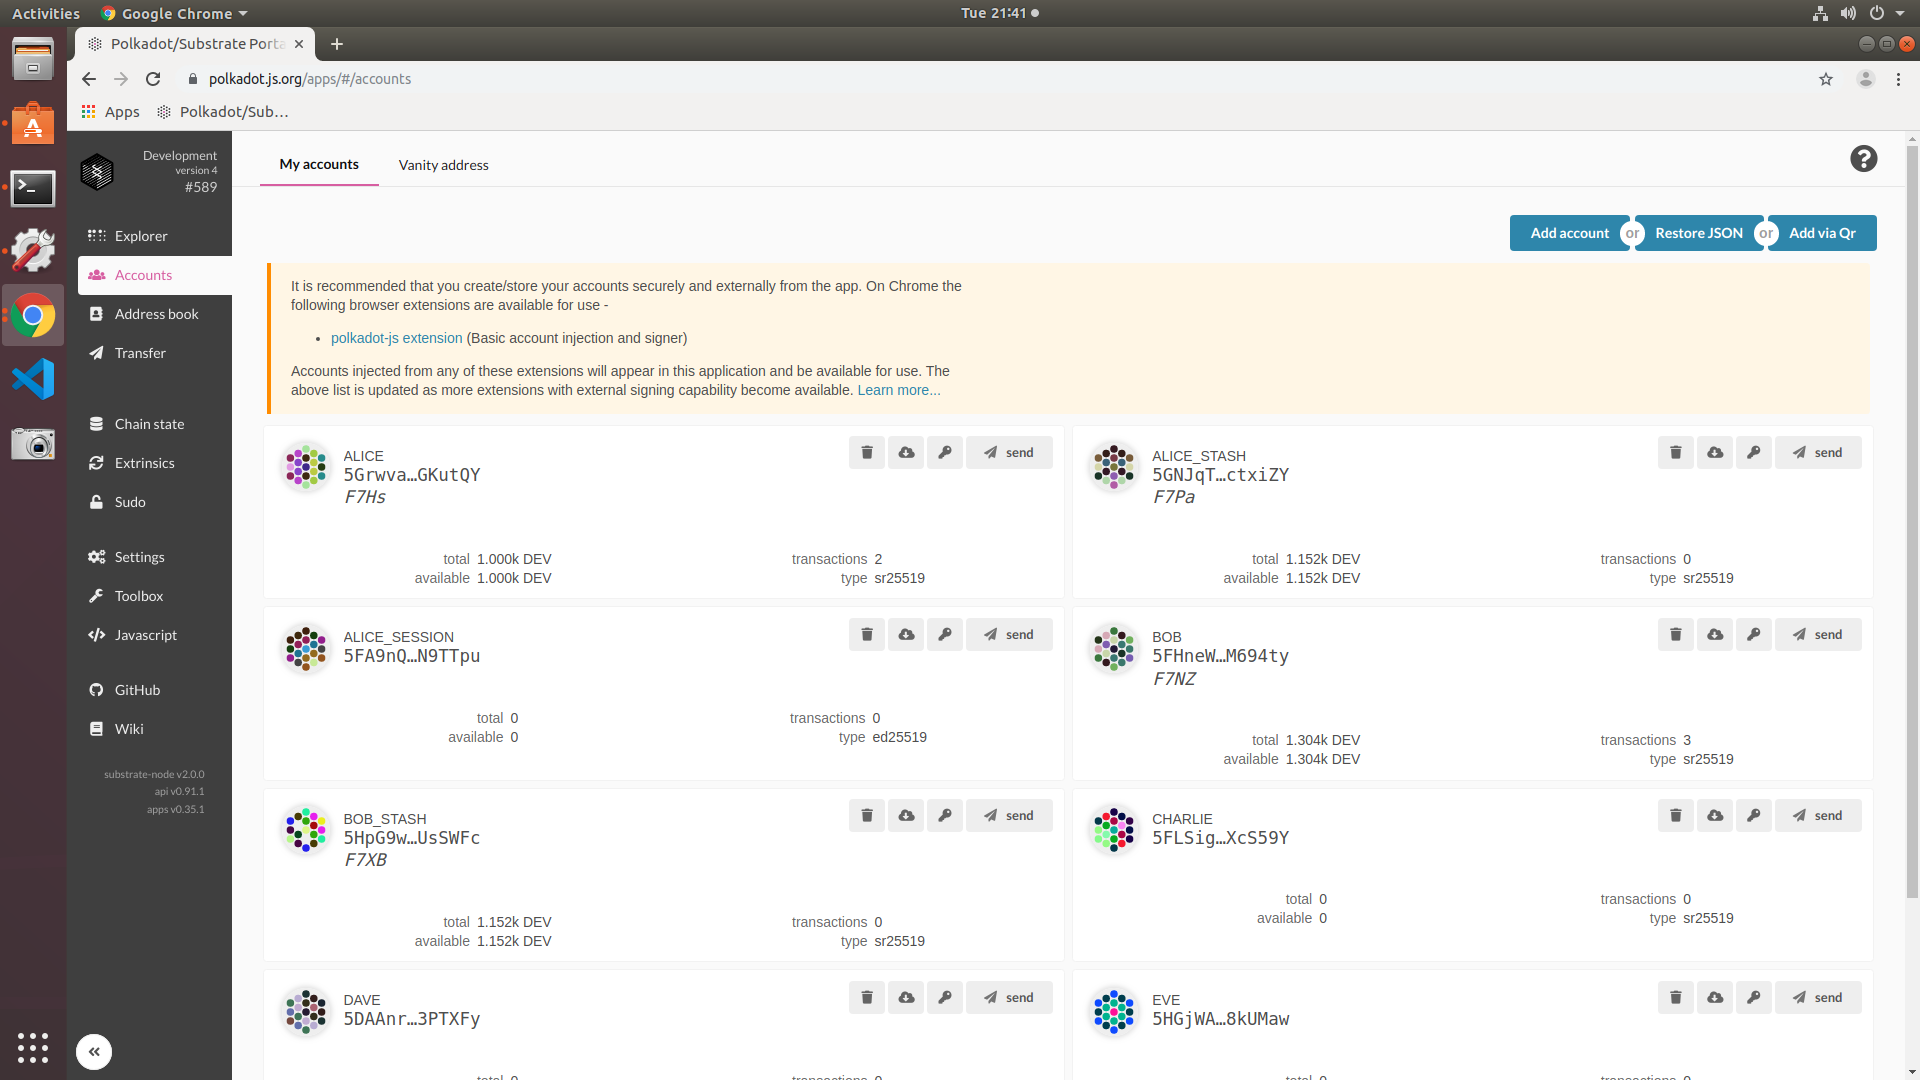 Activities
Google Chrome
Tue 21:41
Polkadot/Substrate Porta
polkadot.js.org/apps/#/accounts
Apps
Polkadot/Sub…
Development
version 4
#589
Explorer
Accounts
Address book
Transfer
Chain state
Extrinsics
Sudo
Settings
Toolbox
Javascript
GitHub
Wiki
substrate-node v2.0.0
api v0.91.1
apps v0.35.1
My accounts
Vanity address
Add account or Restore JSON or Add via Qr
It is recommended that you create/store your accounts securely and externally from the app. On Chrome the
following browser extensions are available for use -
• polkadot-js extension (Basic account injection and signer)
Accounts injected from any of these extensions will appear in this application and be available for use. The
above list is updated as more extensions with external signing capability become available. Learn more...
ALICE
5Grwva…GKutQY
F7Hs
send
total 1.000k DEV
available 1.000k DEV
transactions 2
type sr25519
ALICE_STASH
5GNJqT…ctxiZY
F7Pa
send
total 1.152k DEV
available 1.152k DEV
transactions 0
type sr25519
ALICE_SESSION
5FA9nQ…N9TTpu
send
total 0
available 0
transactions 0
type ed25519
BOB
5FHneW…M694ty
F7NZ
send
total 1.304k DEV
available 1.304k DEV
transactions 3
type sr25519
BOB_STASH
5HpG9w…UsSWFc
F7XB
send
total 1.152k DEV
available 1.152k DEV
transactions 0
type sr25519
CHARLIE
5FLSig…XcS59Y
send
total 0
available 0
transactions 0
type sr25519
DAVE
5DAAnr…3PTXFy
send
total 0
transactions 0
EVE
5HGjWA…8kUMaw
send
total 0
transactions 0